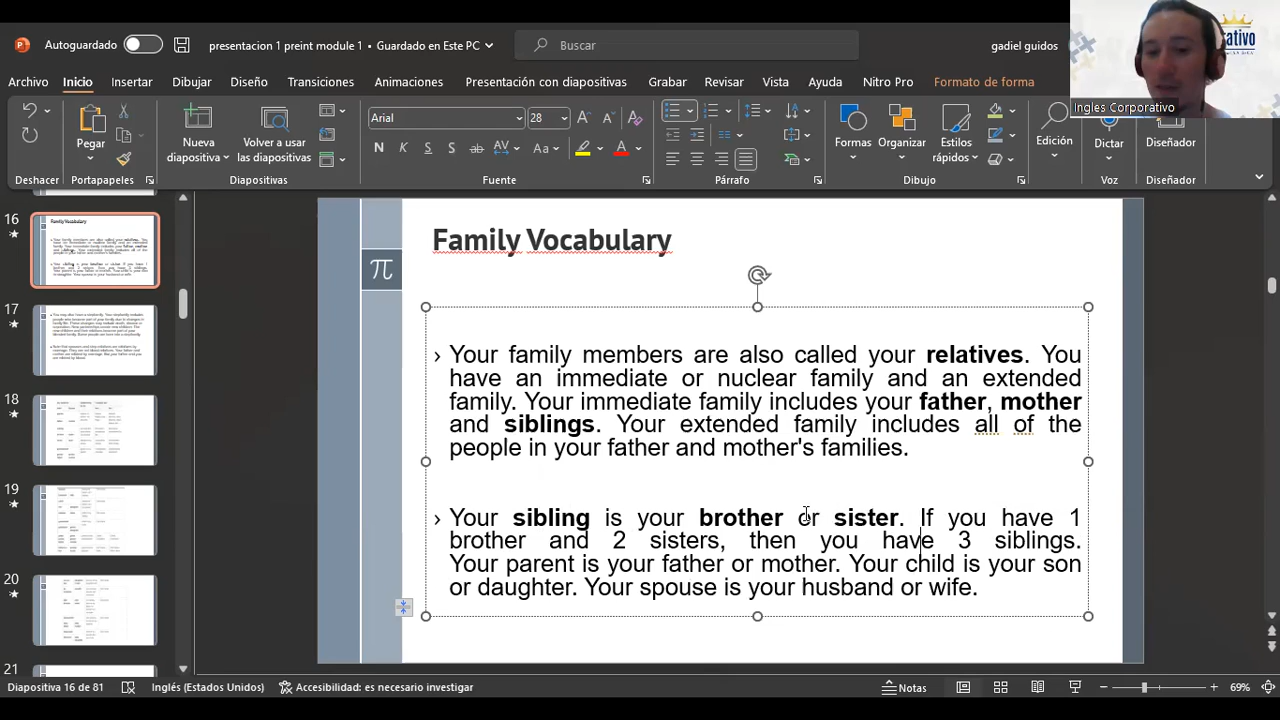 Autoguardado
presentacion 1 preint module 1 • Guardado en Este PC
Buscar
gadiel guidos
ativo
Ingles Corporativo
Archivo Inicio Insertar Dibujar Diseño Transiciones Animaciones Presentación con diapositivas Grabar Revisar Vista Ayuda Nitro Pro Formato de forma
Pegar
Nueva diapositiva
Volver a usar las diapositivas
Arial 28
Formas
Organizar
Estilos rápidos
Edición
Dictar
Diseñador
Deshacer Portapapeles Diapositivas Fuente Párrafo Dibujo Voz Diseñador
16
17
18
19
20
21
π
Family Vocabulary
› Your family members are also called your relatives. You
have an immediate or nuclear family and an extended
family. Your immediate family includes your father, mother
and siblings. Your extended family includes all of the
people in your father and mother's families.
› Your sibling is your brother or sister. If you have 1
brother and 2 sisters, then you have 3 siblings.
Your parent is your father or mother. Your child is your son
or daughter. Your spouse is your husband or wife.
Diapositiva 16 de 81 Inglés (Estados Unidos) Accesibilidad: es necesario investigar Notas 69%